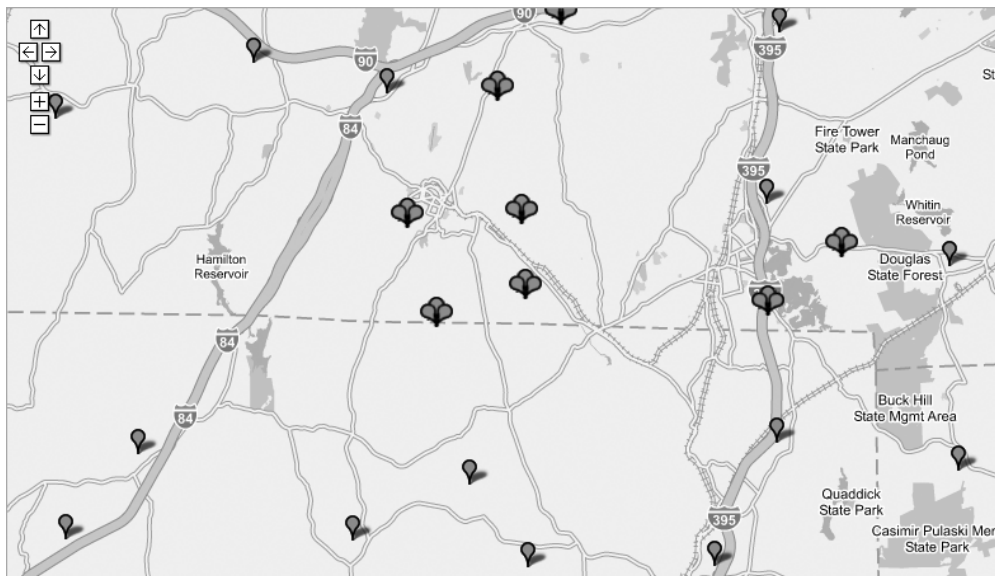 90
90
395
St
84
Fire Tower
State Park
Manchaug
Pond
395
Whitin
Reservoir
Hamilton
Reservoir
Douglas
State Forest
84
84
Buck Hill
State Mgmt Area
Quaddick
State Park
395
Casimir Pulaski Mem
State Park